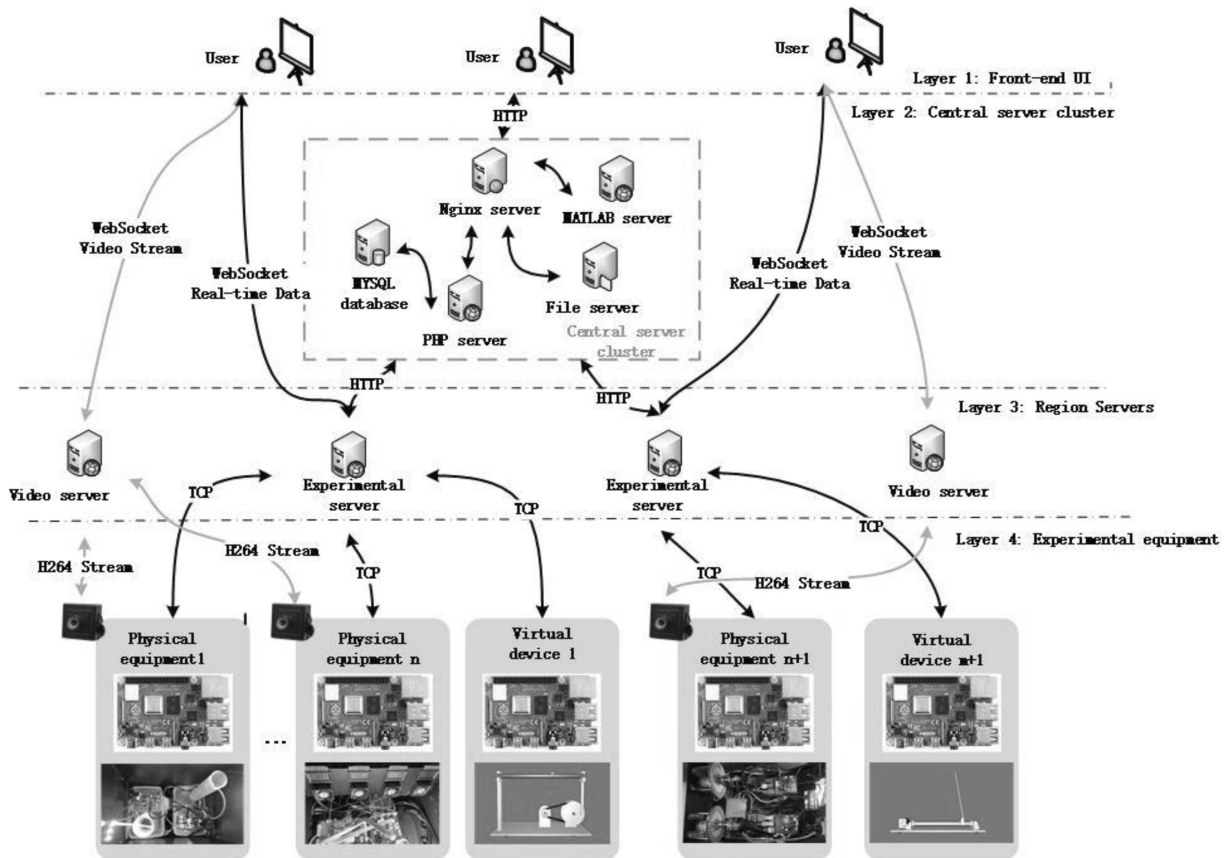 User
User
User
Layer 1: Front-end UI
Layer 2: Central server cluster
HTTP
Nginx server
MATLAB server
WebSocket
Video Stream
WebSocket
Real-time Data
MYSQL
database
File server
PHP server
Central server
cluster
WebSocket
Real-time Data
WebSocket
Video Stream
HTTP
HTTP
Layer 3: Region Servers
Video server
TCP
Experimental
server
TCP
Experimental
server
Video server
TCP
Layer 4: Experimental equipment
H264 Stream
H264 Stream
TCP
TCP
H264 Stream
Physical
equipment1
...
Physical
equipment n
Virtual
device 1
Physical
equipment n+1
Virtual
device m+1